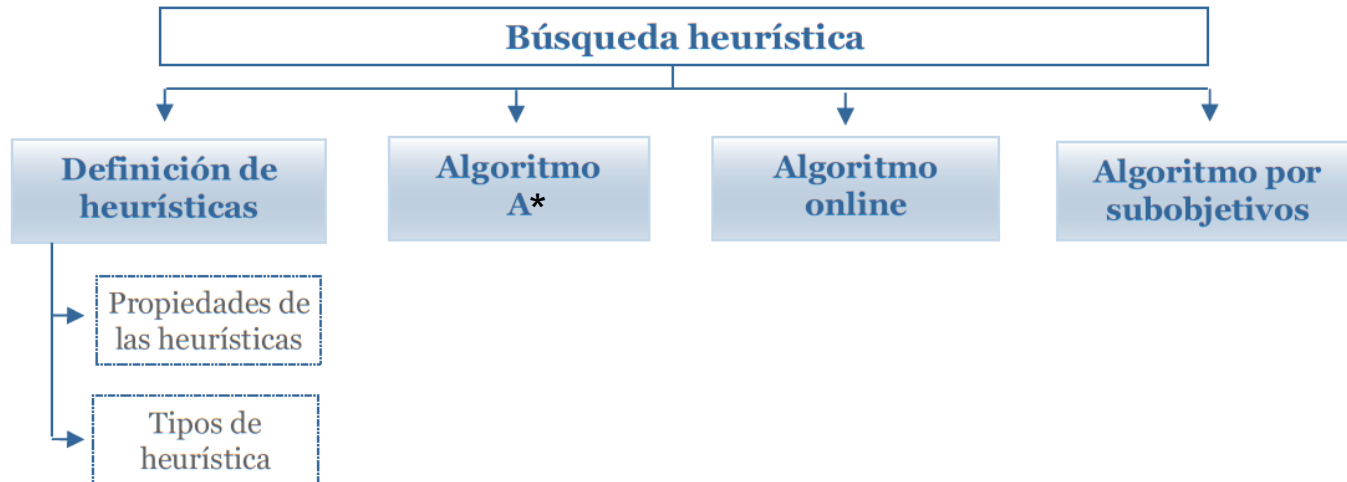 Búsqueda heurística
Definición de
heurísticas
Algoritmo
A*
Algoritmo
online
Algoritmo por
subobjetivos
Propiedades de
las heurísticas
Tipos de
heurística